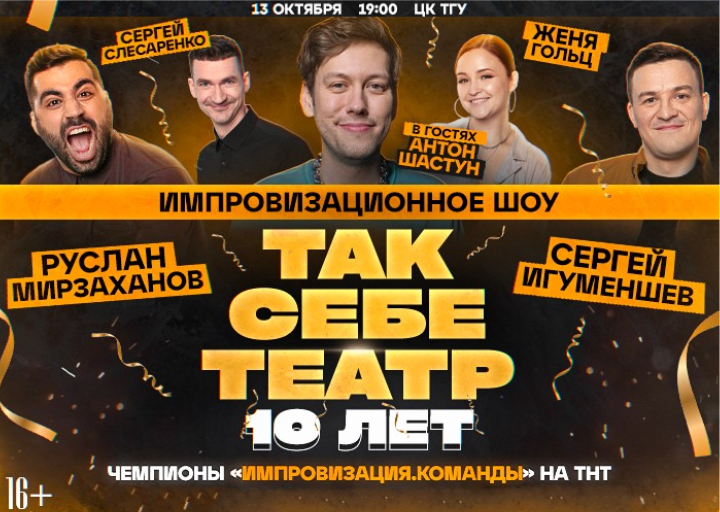 13 ОКТЯБРЯ 19:00 ЦК ТГУ
СЕРГЕЙ
СЛЕСАРЕНКО
ЖЕНЯ
ГОЛЬЦ
В ГОСТЯХ
АНТОН
ШАСТУН
ИМПРОВИЗАЦИОННОЕ ШОУ
РУСЛАН
МИРЗАХАНОВ
СЕРГЕЙ
ИГУМЕНШЕВ
ТАК
СЕБЕ
ТЕАТР
10 ЛЕТ
ЧЕМПИОНЫ «ИМПРОВИЗАЦИЯ.КОМАНДЫ» НА ТНТ
16+